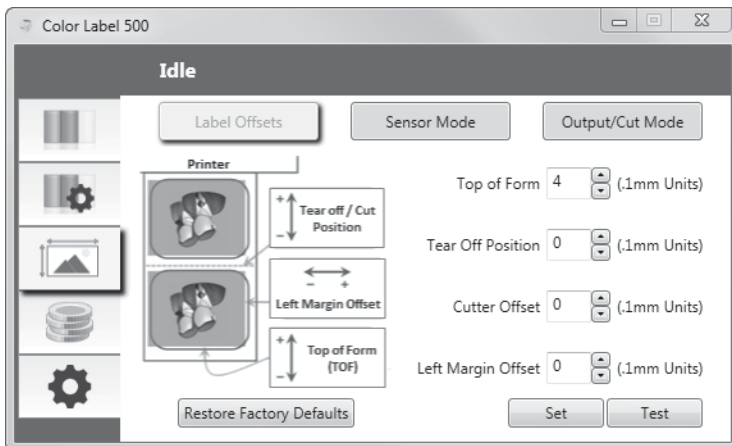 Color Label 500
Idle
Label Offsets
Sensor Mode
Output/Cut Mode
Printer
+
Tear off / Cut
Position
−
− +
Left Margin Offset
+
Top of Form
(TOF)
−
Top of Form 4 (.1mm Units)
Tear Off Position 0 (.1mm Units)
Cutter Offset 0 (.1mm Units)
Left Margin Offset 0 (.1mm Units)
Restore Factory Defaults
Set
Test